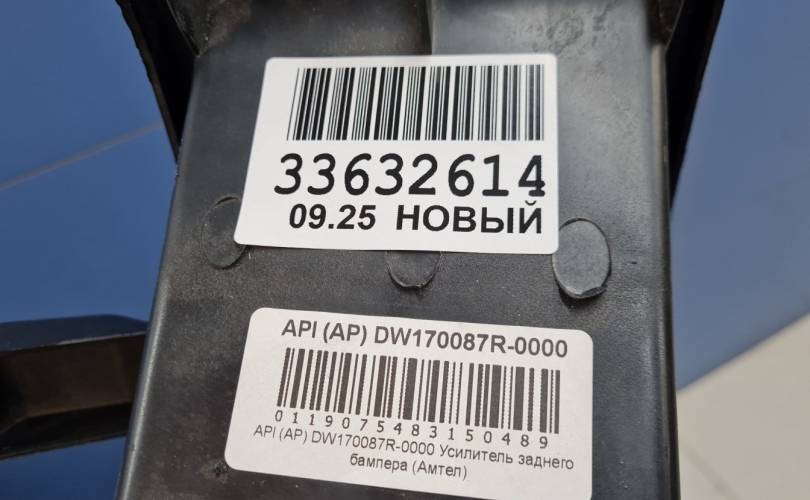 33632614
09.25 НОВЫЙ
API (AP) DW170087R-0000
0119075483150489
API (AP) DW170087R-0000 Усилитель заднего
бампера (Амтел)